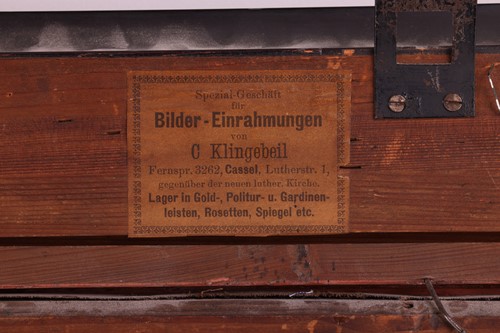 Spezial-Geschäft
für
Bilder-Einrahmungen
von
C Klingebeil
Fernspr. 3262, Cassel, Lutherstr. 1,
gegenüber der neuen luther. Kirche.
Lager in Gold-, Politur- u. Gardinen-
leisten, Rosetten, Spiegel etc.